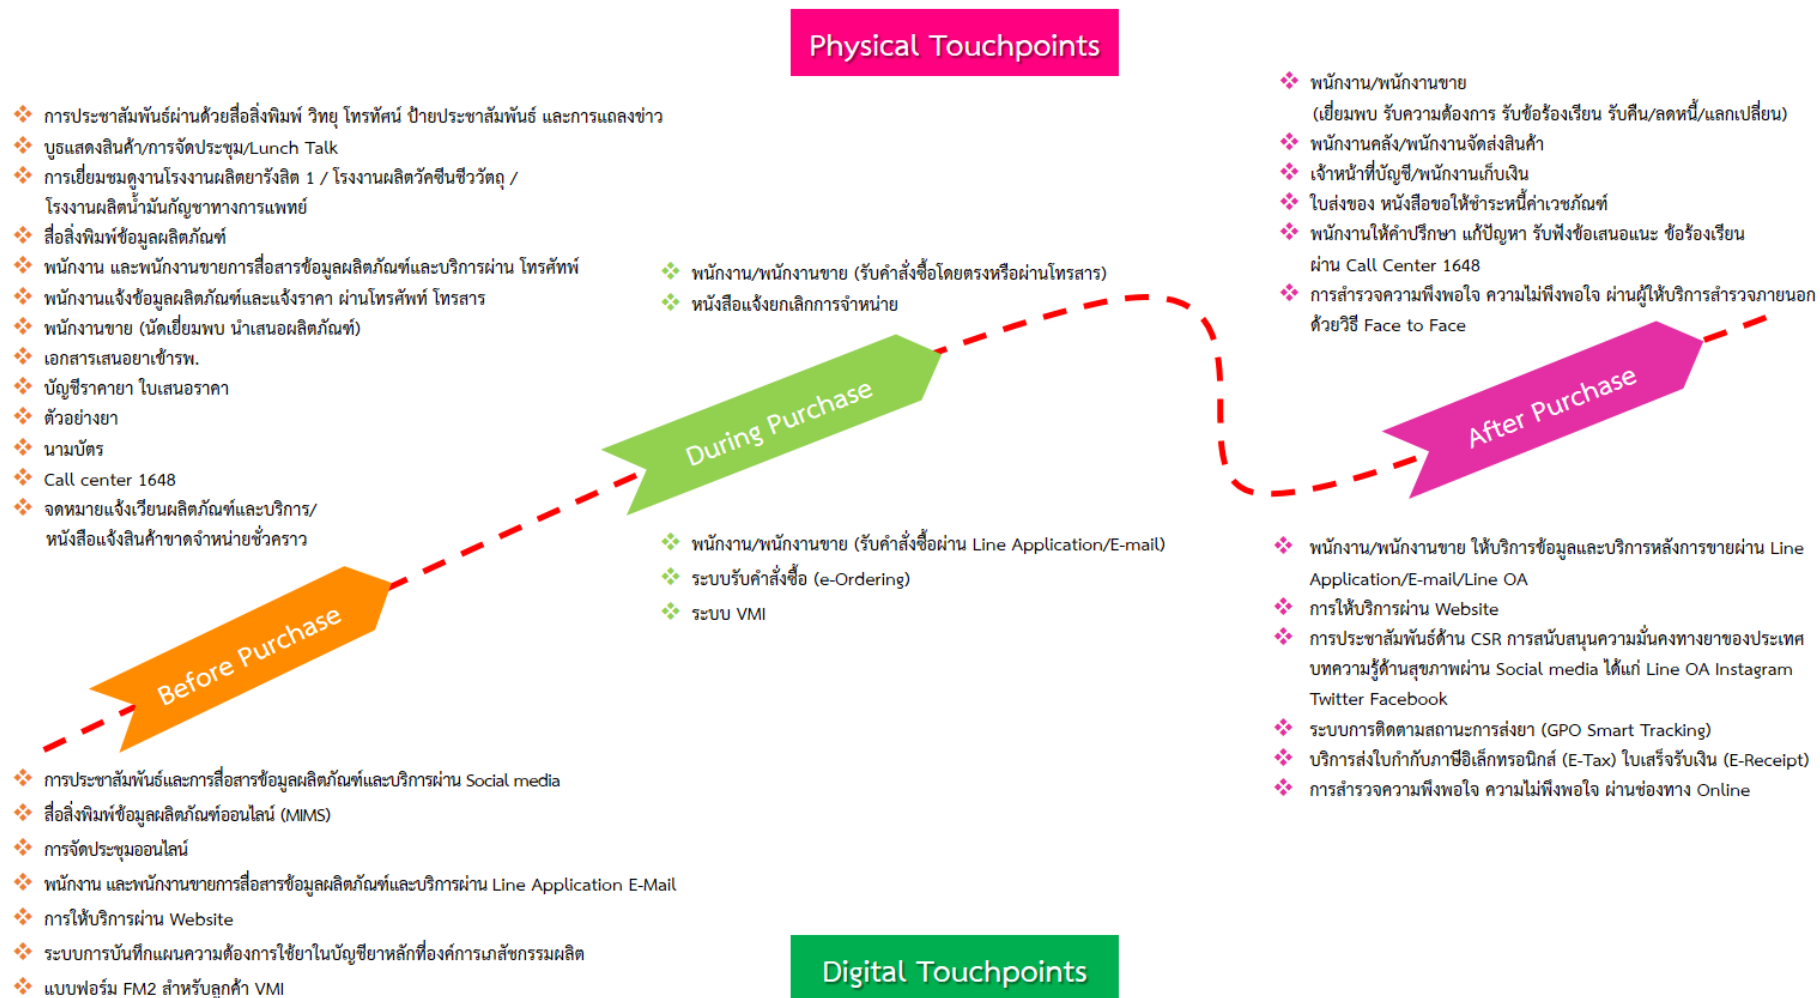 Physical Touchpoints
การประชาสัมพันธ์ผ่านด้วยสื่อสิ่งพิมพ์ วิทยุ โทรทัศน์ ป้ายประชาสัมพันธ์ และการแถลงข่าว
บูธแสดงสินค้า/การจัดประชุม/Lunch Talk
การเยี่ยมชมดูงานโรงงานผลิตยารังสิต 1 / โรงงานผลิตวัคซีนชีววัตถุ /
โรงงานผลิตน้ำมันกัญชาทางการแพทย์
สื่อสิ่งพิมพ์ข้อมูลผลิตภัณฑ์
พนักงาน และพนักงานขายการสื่อสารข้อมูลผลิตภัณฑ์และบริการผ่าน โทรศัทพ์
พนักงานแจ้งข้อมูลผลิตภัณฑ์และแจ้งราคา ผ่านโทรศัพท์ โทรสาร
พนักงานขาย (นัดเยี่ยมพบ นำเสนอผลิตภัณฑ์)
เอกสารเสนอยาเข้ารพ.
บัญชีราคายา ใบเสนอราคา
ตัวอย่างยา
นามบัตร
Call center 1648
จดหมายแจ้งเวียนผลิตภัณฑ์และบริการ/
หนังสือแจ้งสินค้าขาดจำหน่ายชั่วคราว
Before Purchase
การประชาสัมพันธ์และการสื่อสารข้อมูลผลิตภัณฑ์และบริการผ่าน Social media
สื่อสิ่งพิมพ์ข้อมูลผลิตภัณฑ์ออนไลน์ (MIMS)
การจัดประชุมออนไลน์
พนักงาน และพนักงานขายการสื่อสารข้อมูลผลิตภัณฑ์และบริการผ่าน Line Application E-Mail
การให้บริการผ่าน Website
ระบบการบันทึกแผนความต้องการใช้ยาในบัญชียาหลักที่องค์การเภสัชกรรมผลิต
แบบฟอร์ม FM2 สำหรับลูกค้า VMI
พนักงาน/พนักงานขาย (รับคำสั่งซื้อโดยตรงหรือผ่านโทรสาร)
หนังสือแจ้งยกเลิกการจำหน่าย
During Purchase
พนักงาน/พนักงานขาย (รับคำสั่งซื้อผ่าน Line Application/E-mail)
ระบบรับคำสั่งซื้อ (e-Ordering)
ระบบ VMI
พนักงาน/พนักงานขาย
(เยี่ยมพบ รับความต้องการ รับข้อร้องเรียน รับคืน/ลดหนี้/แลกเปลี่ยน)
พนักงานคลัง/พนักงานจัดส่งสินค้า
เจ้าหน้าที่บัญชี/พนักงานเก็บเงิน
ใบส่งของ หนังสือขอให้ชำระหนี้ค่าเวชภัณฑ์
พนักงานให้คำปรึกษา แก้ปัญหา รับฟังข้อเสนอแนะ ข้อร้องเรียน
ผ่าน Call Center 1648
การสำรวจความพึงพอใจ ความไม่พึงพอใจ ผ่านผู้ให้บริการสำรวจภายนอก
ด้วยวิธี Face to Face
After Purchase
พนักงาน/พนักงานขาย ให้บริการข้อมูลและบริการหลังการขายผ่าน Line
Application/E-mail/Line OA
การให้บริการผ่าน Website
การประชาสัมพันธ์ด้าน CSR การสนับสนุนความมั่นคงทางยาของประเทศ
บทความรู้ด้านสุขภาพผ่าน Social media ได้แก่ Line OA Instagram
Twitter Facebook
ระบบการติดตามสถานะการส่งยา (GPO Smart Tracking)
บริการส่งใบกำกับภาษีอิเล็กทรอนิกส์ (E-Tax) ใบเสร็จรับเงิน (E-Receipt)
การสำรวจความพึงพอใจ ความไม่พึงพอใจ ผ่านช่องทาง Online
Digital Touchpoints